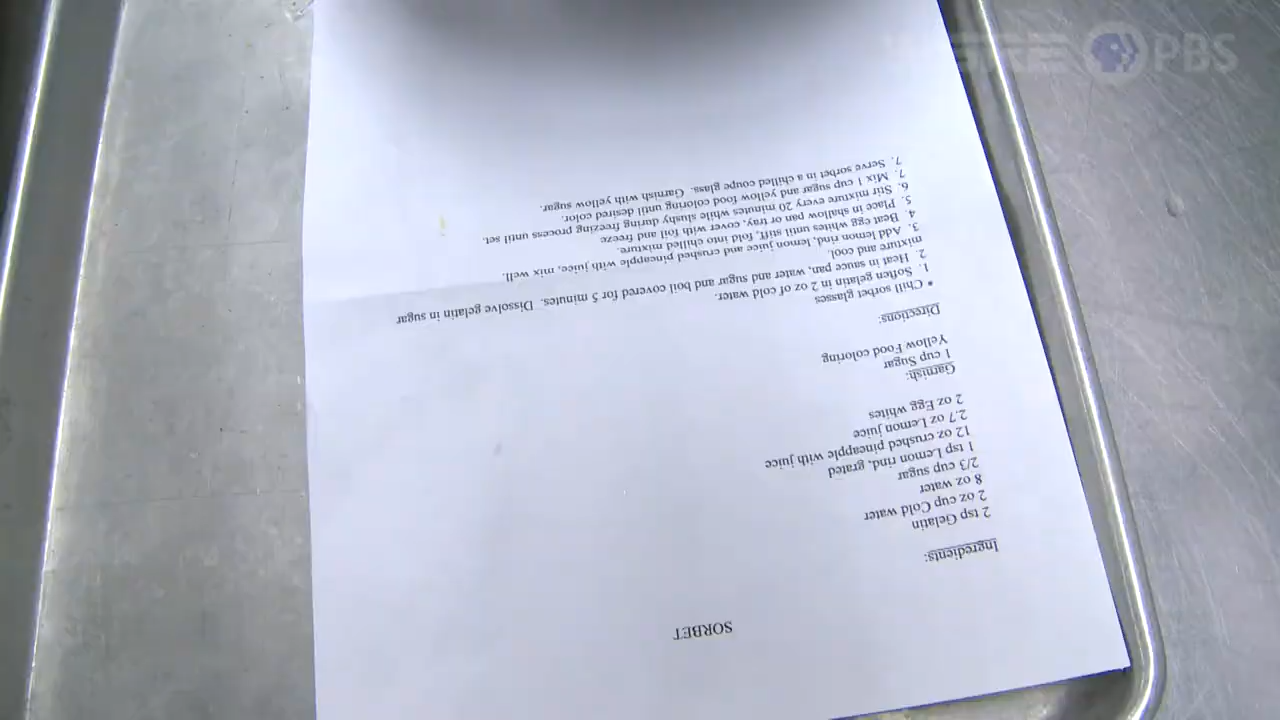 SORBET
Ingredients:
2 tsp Gelatin
2 oz cup Cold water
8 oz water
2/3 cup sugar
1 tsp Lemon rind, grated
12 oz crushed pineapple with juice
2.7 oz Lemon juice
2 oz Egg whites
Garnish:
1 cup Sugar
Yellow Food coloring
Directions:
• Chill sorbet glasses
1. Soften gelatin in 2 oz of cold water.
2. Heat in sauce pan, water and sugar and boil covered for 5 minutes. Dissolve gelatin in sugar
mixture and cool.
3. Add lemon rind, lemon juice and crushed pineapple with juice, mix well.
4. Beat egg whites until stiff, fold into chilled mixture.
5. Place in shallow pan or tray, cover with foil and freeze
6. Stir mixture every 20 minutes while slushy during freezing process until set.
7. Mix 1 cup sugar and yellow food coloring until desired color.
7. Serve sorbet in a chilled coupe glass. Garnish with yellow sugar.
PBS